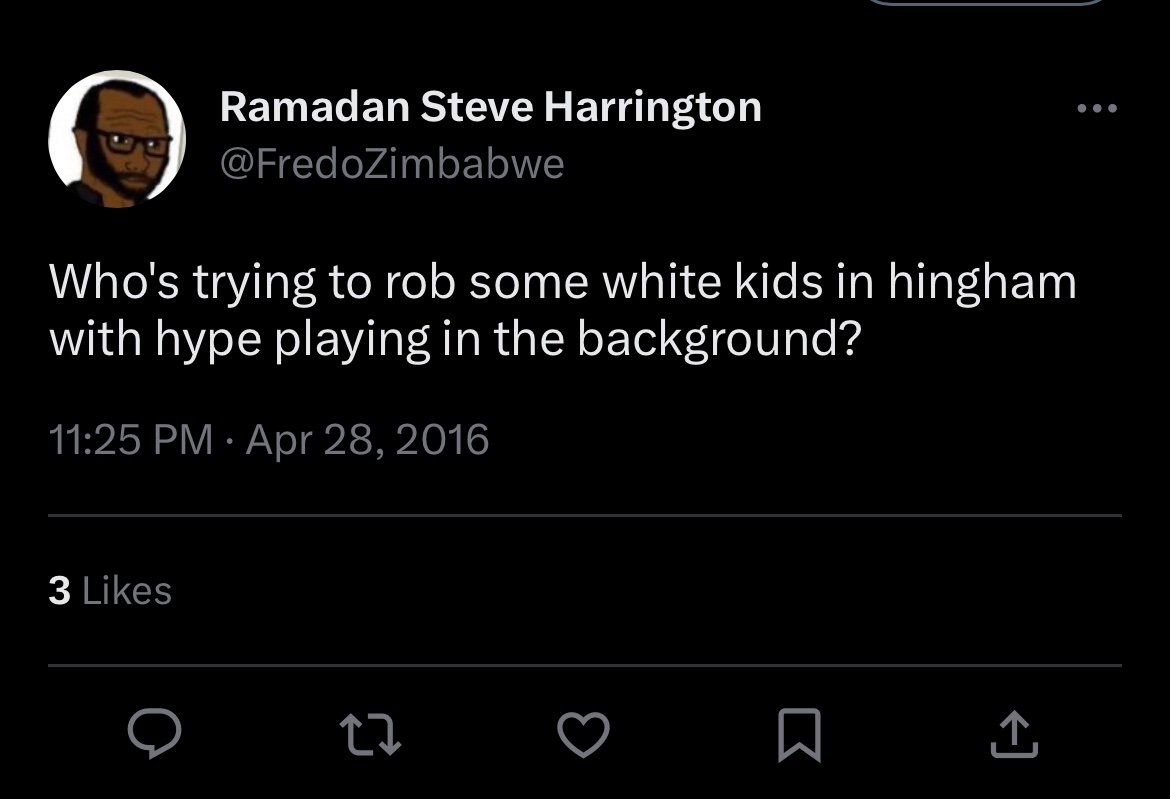 Ramadan Steve Harrington
@FredoZimbabwe
Who's trying to rob some white kids in hingham
with hype playing in the background?
11:25 PM · Apr 28, 2016
3 Likes